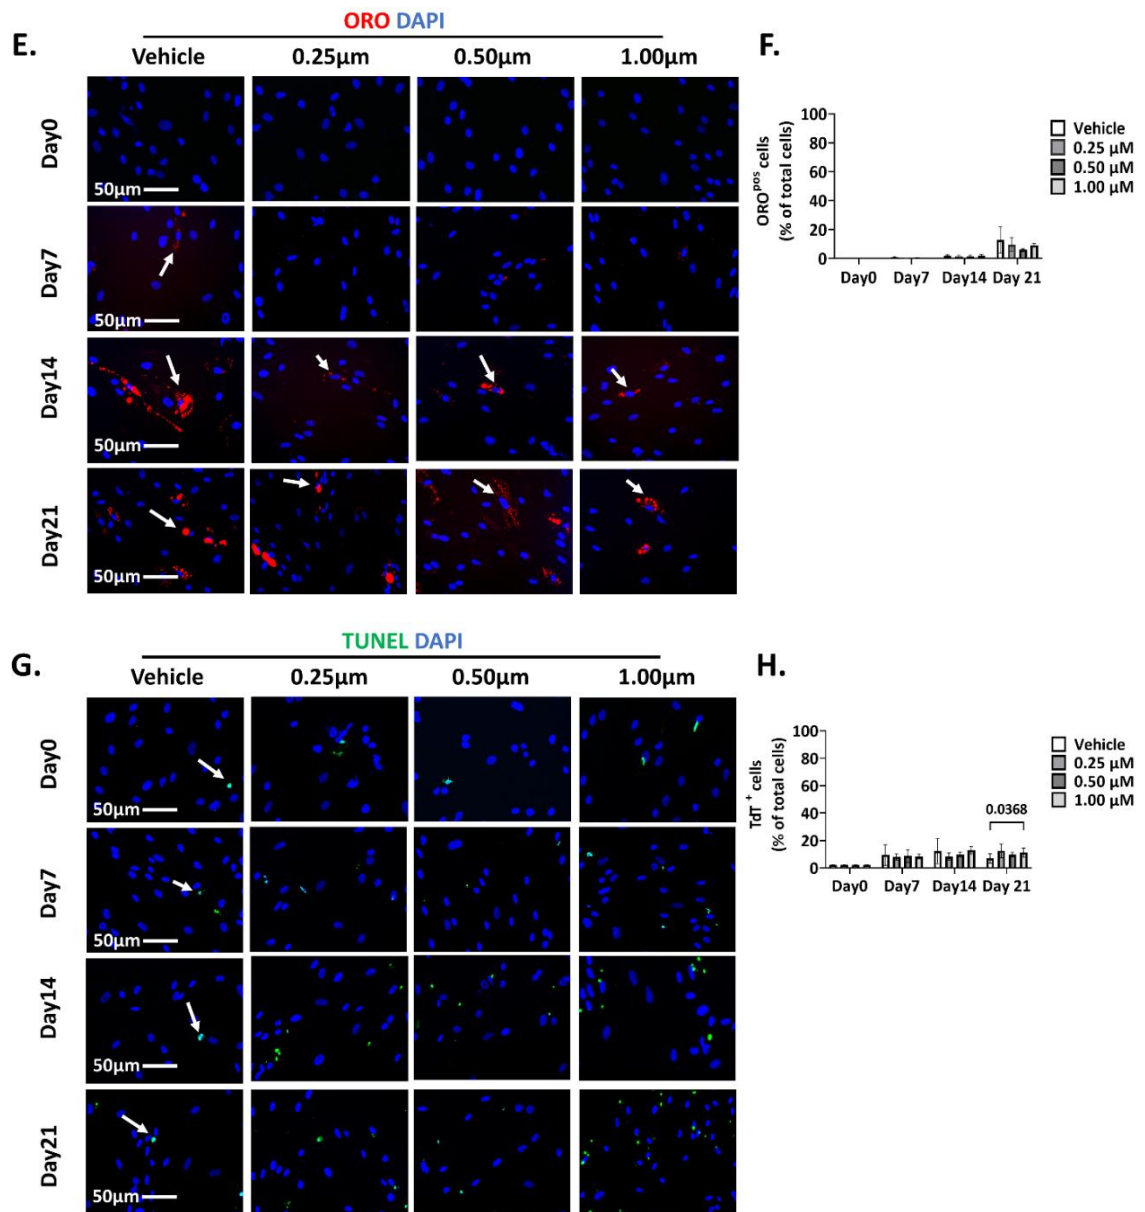 E.
ORO DAPI
Vehicle 0.25µm 0.50µm 1.00µm
Day0
50µm
Day7
50µm
Day14
50µm
Day21
50µm
F.
ORO^pos cells
(% of total cells)
100
80
60
40
20
0
Day0 Day7 Day14 Day 21
Vehicle
0.25 µM
0.50 µM
1.00 µM
G.
TUNEL DAPI
Vehicle 0.25µm 0.50µm 1.00µm
Day0
50µm
Day7
50µm
Day14
50µm
Day21
50µm
H.
TdT + cells
(% of total cells)
100
80
60
40
20
0
0.0368
Day0 Day7 Day14 Day 21
Vehicle
0.25 µM
0.50 µM
1.00 µM